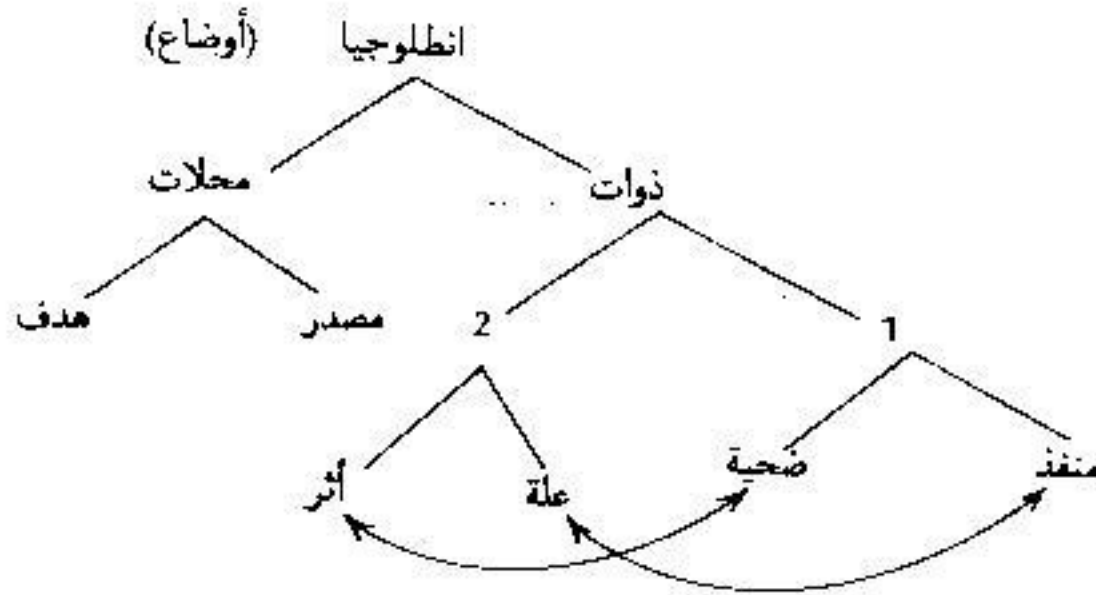 انطلوجيا (أوضاع)
ذوات محلات
1 2 مصدر هدف
منفذ ضحية علة أثر